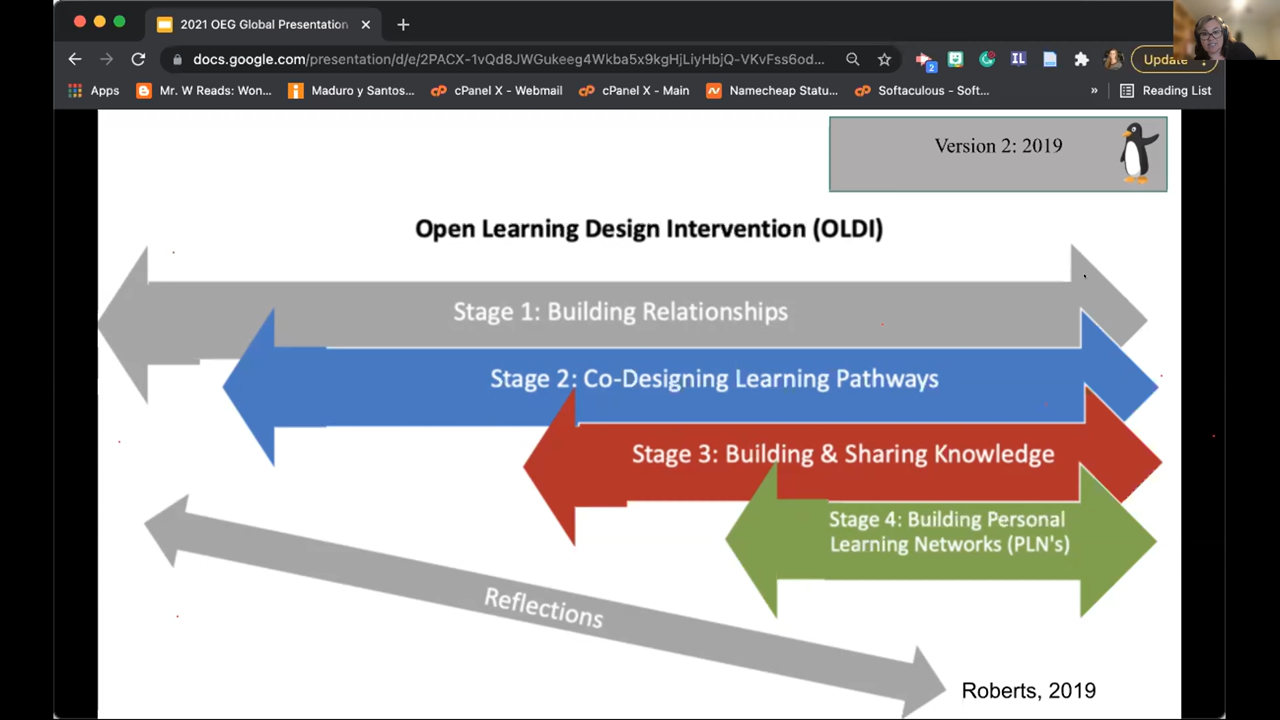 2021 OEG Global Presentation
docs.google.com/presentation/d/e/2PACX-1vQd8JWGukeeg4Wkba5x9kgHjLiyHbjQ-VKvFss6od...
2
Update
Apps
Mr. W Reads: Won...
Maduro y Santos...
cPanel X - Webmail
cPanel X - Main
Namecheap Statu...
Softaculous - Soft...
»
Reading List
Version 2: 2019
Open Learning Design Intervention (OLDI)
Stage 1: Building Relationships
Stage 2: Co-Designing Learning Pathways
Stage 3: Building & Sharing Knowledge
Stage 4: Building Personal
Learning Networks (PLN's)
Reflections
Roberts, 2019